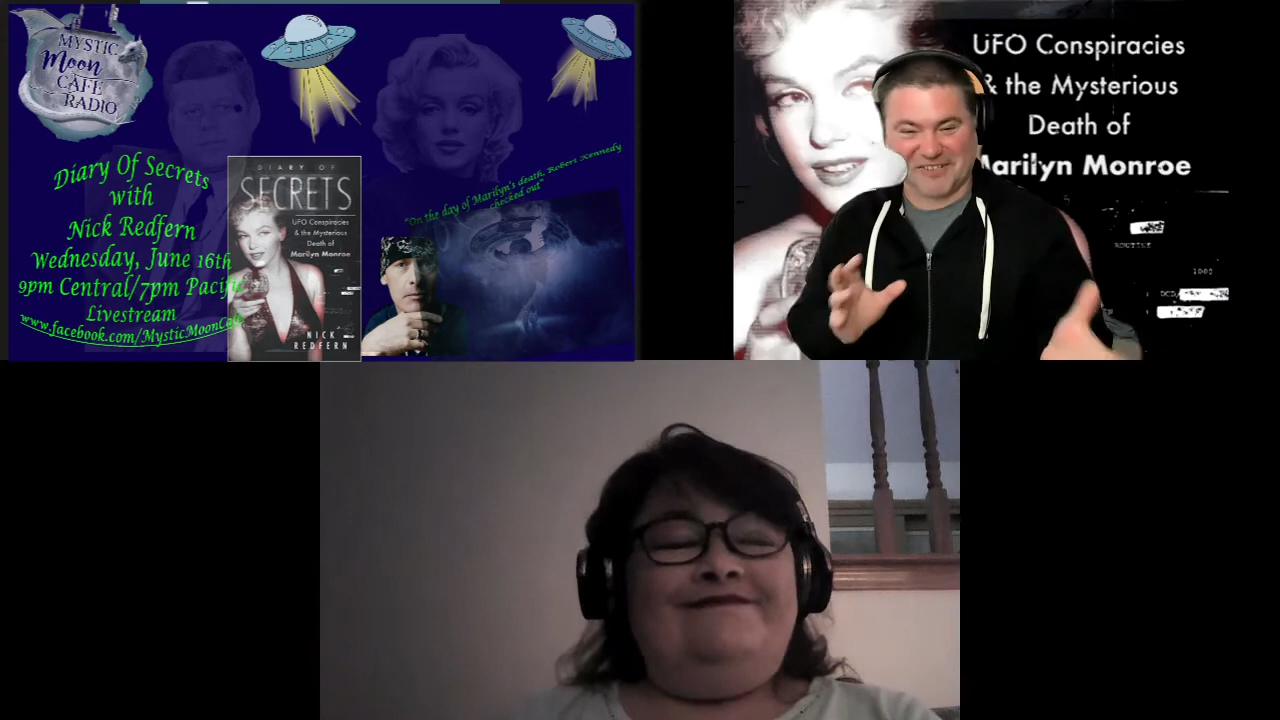 MYSTIC
Moon
CAFE
RADIO
Diary Of Secrets
with
Nick Redfern
Wednesday, June 16th
9pm Central/7pm Pacific
Livestream
www.facebook.com/MysticMoonCafe
DIARY OF
SECRETS
UFO Conspiracies
& the Mysterious
Death of
Marilyn Monroe
NICK
REDFERN
"On the day of Marilyn's death, Robert Kennedy
checked out"
UFO Conspiracies
& the Mysterious
Death of
Marilyn Monroe
ROUTINE